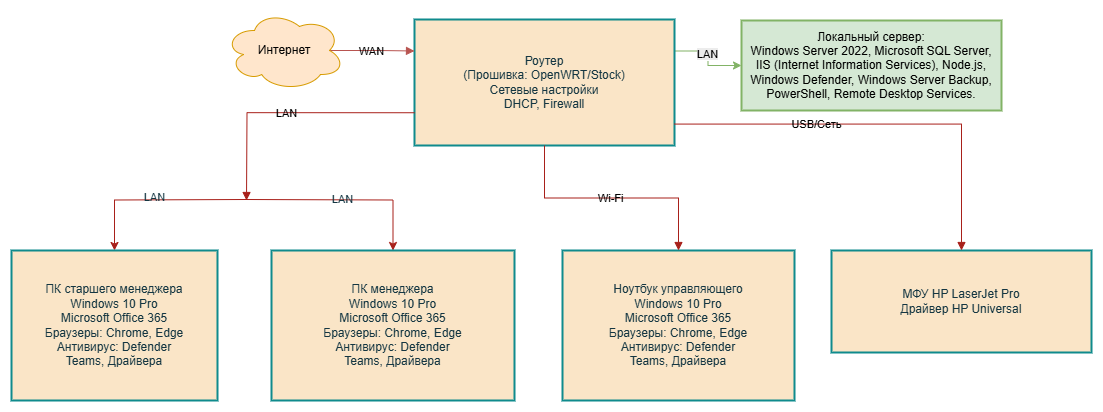 Интернет
WAN
Роутер
(Прошивка: OpenWRT/Stock)
Сетевые настройки
DHCP, Firewall
LAN
Локальный сервер:
Windows Server 2022, Microsoft SQL Server,
IIS (Internet Information Services), Node.js,
Windows Defender, Windows Server Backup,
PowerShell, Remote Desktop Services.
LAN
USB/Сеть
LAN
LAN
Wi-Fi
ПК старшего менеджера
Windows 10 Pro
Microsoft Office 365
Браузеры: Chrome, Edge
Антивирус: Defender
Teams, Драйвера
ПК менеджера
Windows 10 Pro
Microsoft Office 365
Браузеры: Chrome, Edge
Антивирус: Defender
Teams, Драйвера
Ноутбук управляющего
Windows 10 Pro
Microsoft Office 365
Браузеры: Chrome, Edge
Антивирус: Defender
Teams, Драйвера
МФУ HP LaserJet Pro
Драйвер HP Universal